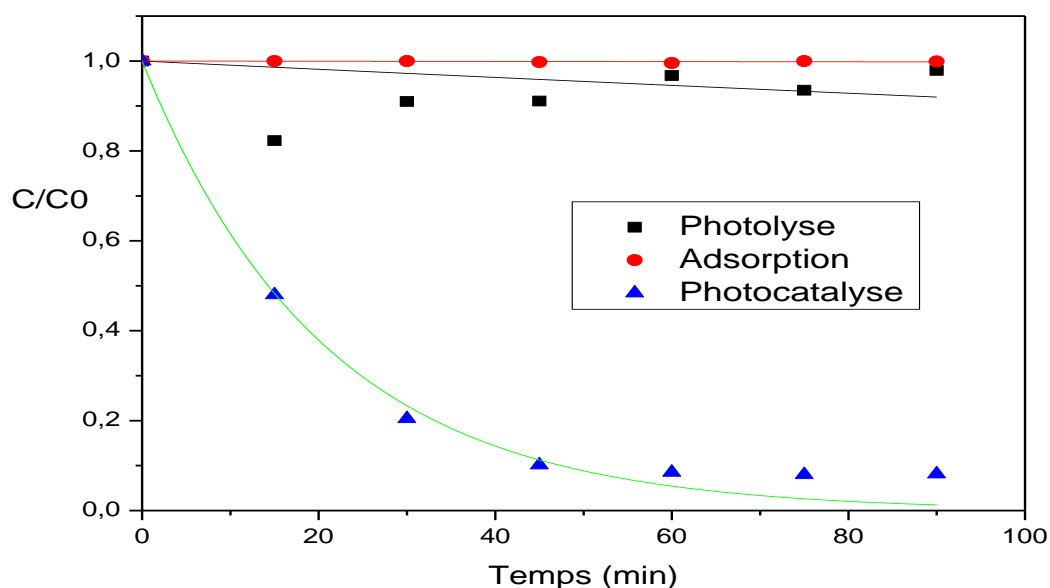 1,0
0,8
C/C0
0,6
0,4
0,2
0,0
Photolyse
Adsorption
Photocatalyse
0 20 40 60 80 100
Temps (min)